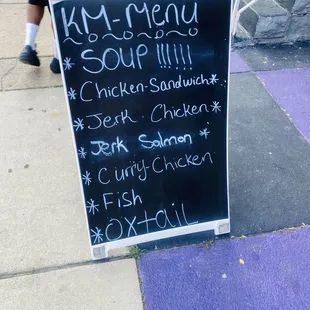 KM-Menu
* SOUP !!!!!!
* Chicken-Sandwich *
* Jerk Chicken *
* Jerk Salmon *
* Curry-Chicken
* Fish
* Oxtail